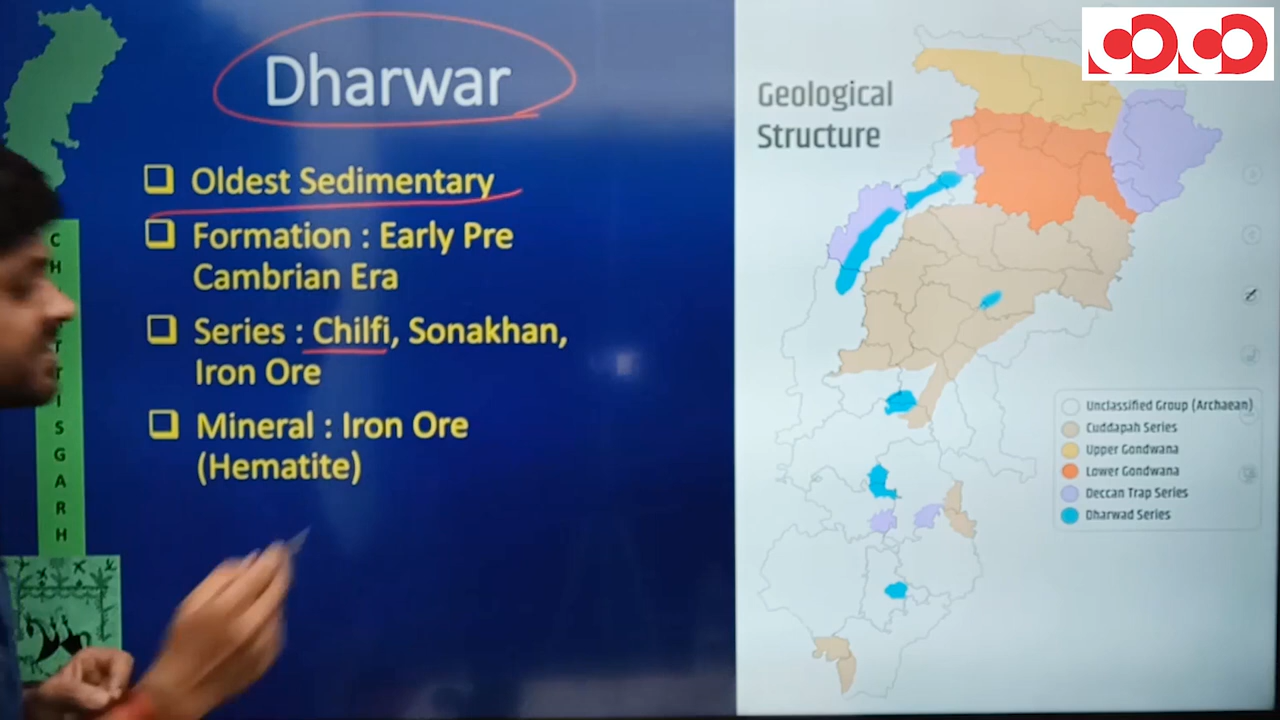 Dharwar
Oldest Sedimentary
Formation : Early Pre
Cambrian Era
Series : Chilfi, Sonakhan,
Iron Ore
Mineral : Iron Ore
(Hematite)
Geological
Structure
Unclassified Group (Archaean)
Cuddapah Series
Upper Gondwana
Lower Gondwana
Deccan Trap Series
Dharwad Series